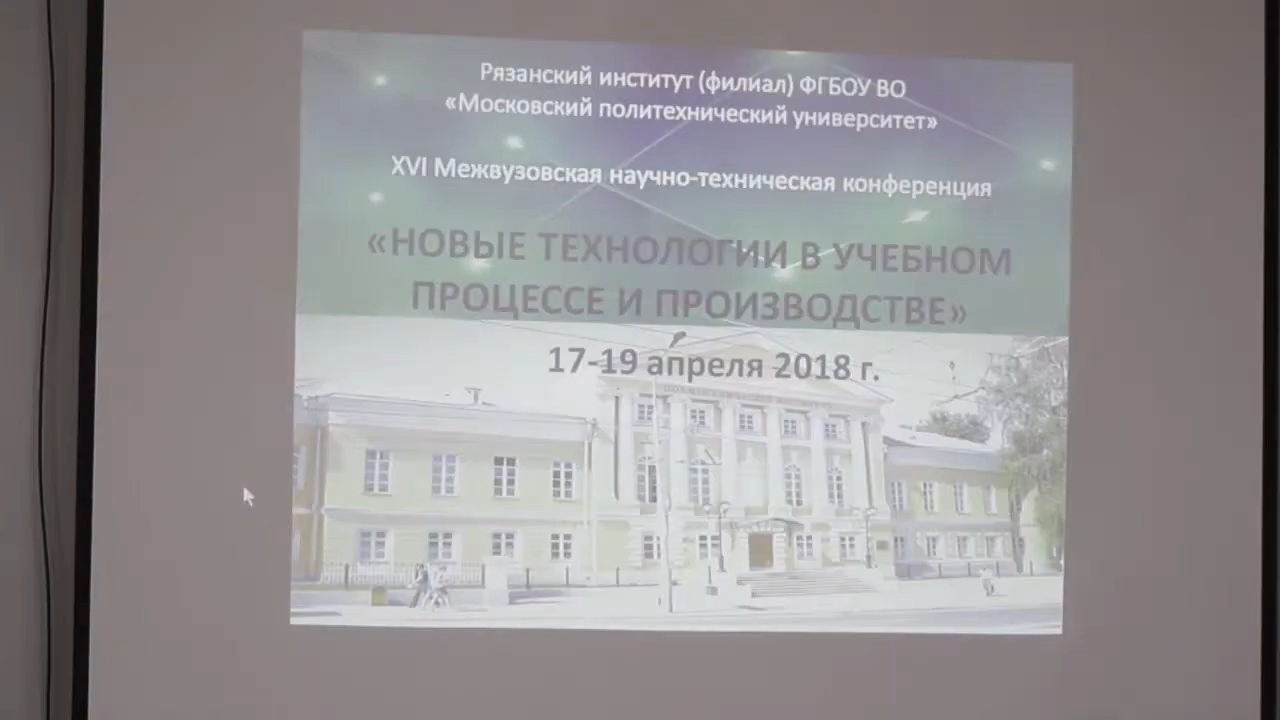 Рязанский институт (филиал) ФГБОУ ВО
«Московский политехнический университет»
XVI Межвузовская научно-техническая конференция
«НОВЫЕ ТЕХНОЛОГИИ В УЧЕБНОМ
ПРОЦЕССЕ И ПРОИЗВОДСТВЕ»
17-19 апреля 2018 г.